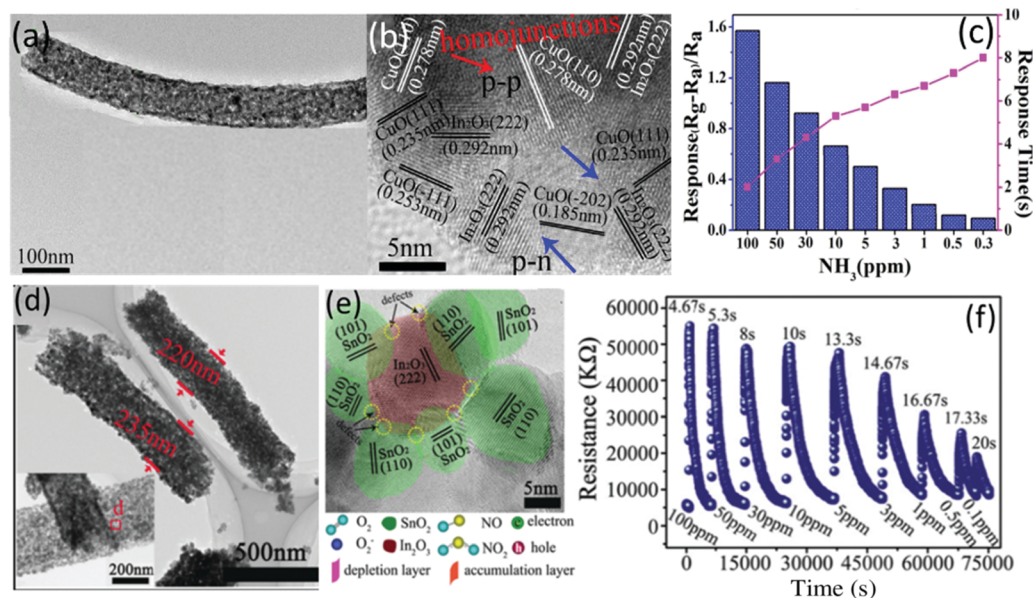 (a)
100nm
(b)
homojunctions
CuO(110)
(0.278nm)
p-p
CuO(110)
(0.278nm)
(0.292nm)
In₂O₃(222)
CuO(111)
(0.235nm)
In₂O₃(222)
(0.292nm)
CuO(-111)
(0.253nm)
In₂O₃(222)
(0.292nm)
CuO(111)
(0.235nm)
CuO(-202)
(0.185nm)
In₂O₃(222)
(0.292nm)
p-n
5nm
(c)
Response(Rg-Ra)/Ra
1.6
1.2
0.8
0.4
0.0
10
8
6
4
2
0
Response Time(s)
100 50 30 10 5 3 1 0.5 0.3
NH₃(ppm)
(d)
220nm
235nm
d
200nm
500nm
(e)
defects
(101)
SnO₂
(110)
SnO₂
SnO₂
(101)
In₂O₃
(222)
(110)
SnO₂
SnO₂
(110)
defects
SnO₂
(110)
(101)
SnO₂
5nm
O₂ SnO₂ NO electron
O₂⁻ In₂O₃ NO₂ h hole
depletion layer accumulation layer
(f)
Resistance (KΩ)
60000
50000
40000
30000
20000
10000
0
4.67s
5.3s
8s
10s
13.3s
14.67s
16.67s
17.33s
20s
100ppm
50ppm
30ppm
10ppm
5ppm
3ppm
1ppm
0.5ppm
0.1ppm
0 15000 30000 45000 60000 75000
Time (s)